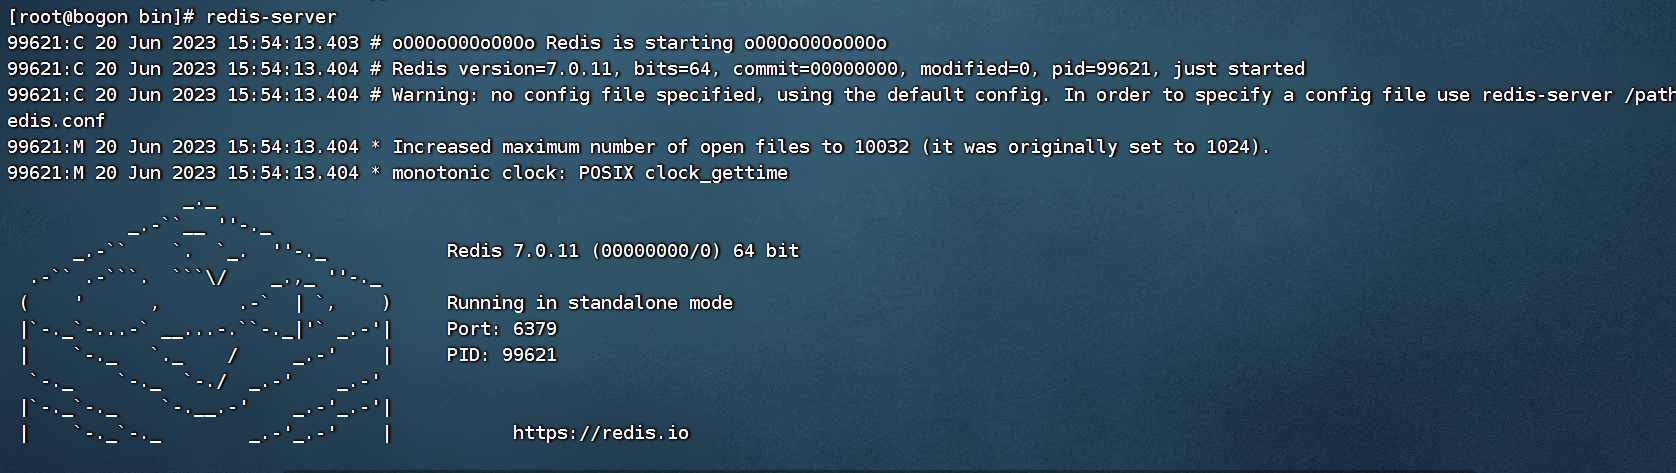 [root@bogon bin]# redis-server
99621:C 20 Jun 2023 15:54:13.403 # oO0OoO0OoO0Oo Redis is starting oO0OoO0OoO0Oo
99621:C 20 Jun 2023 15:54:13.404 # Redis version=7.0.11, bits=64, commit=00000000, modified=0, pid=99621, just started
99621:C 20 Jun 2023 15:54:13.404 # Warning: no config file specified, using the default config. In order to specify a config file use redis-server /path
edis.conf
99621:M 20 Jun 2023 15:54:13.404 * Increased maximum number of open files to 10032 (it was originally set to 1024).
99621:M 20 Jun 2023 15:54:13.404 * monotonic clock: POSIX clock_gettime
Redis 7.0.11 (00000000/0) 64 bit
Running in standalone mode
Port: 6379
PID: 99621
https://redis.io